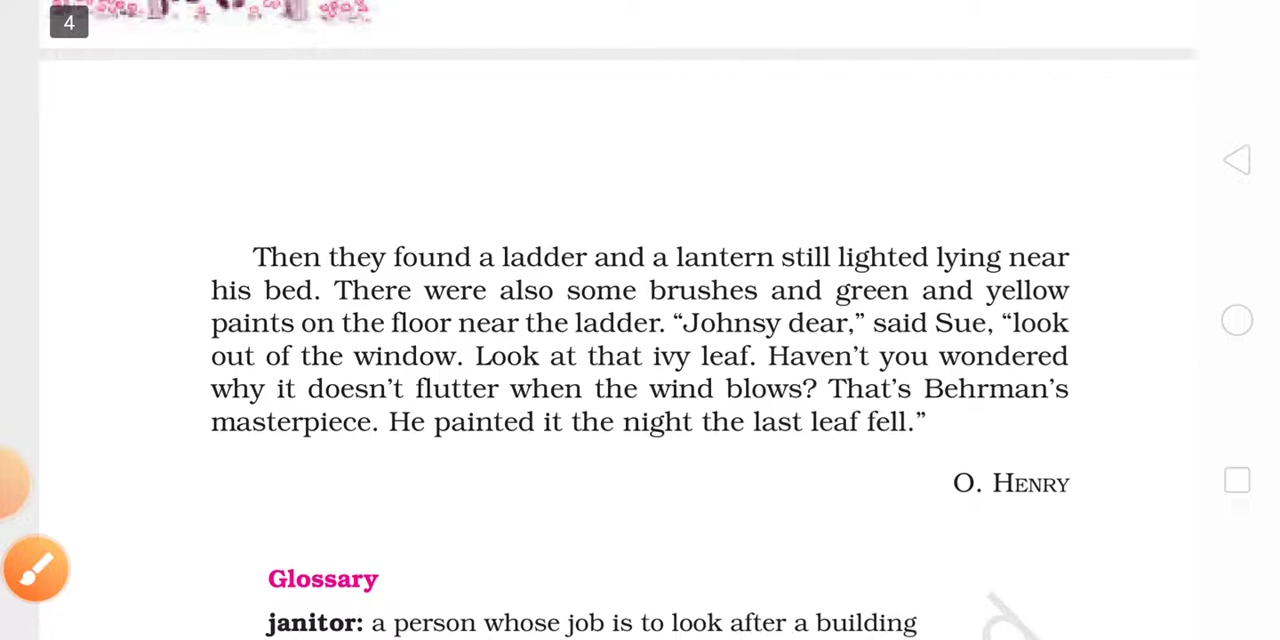 4
Then they found a ladder and a lantern still lighted lying near
his bed. There were also some brushes and green and yellow
paints on the floor near the ladder. “Johnsy dear,” said Sue, “look
out of the window. Look at that ivy leaf. Haven’t you wondered
why it doesn’t flutter when the wind blows? That’s Behrman’s
masterpiece. He painted it the night the last leaf fell.”
O. HENRY
Glossary
janitor: a person whose job is to look after a building
d